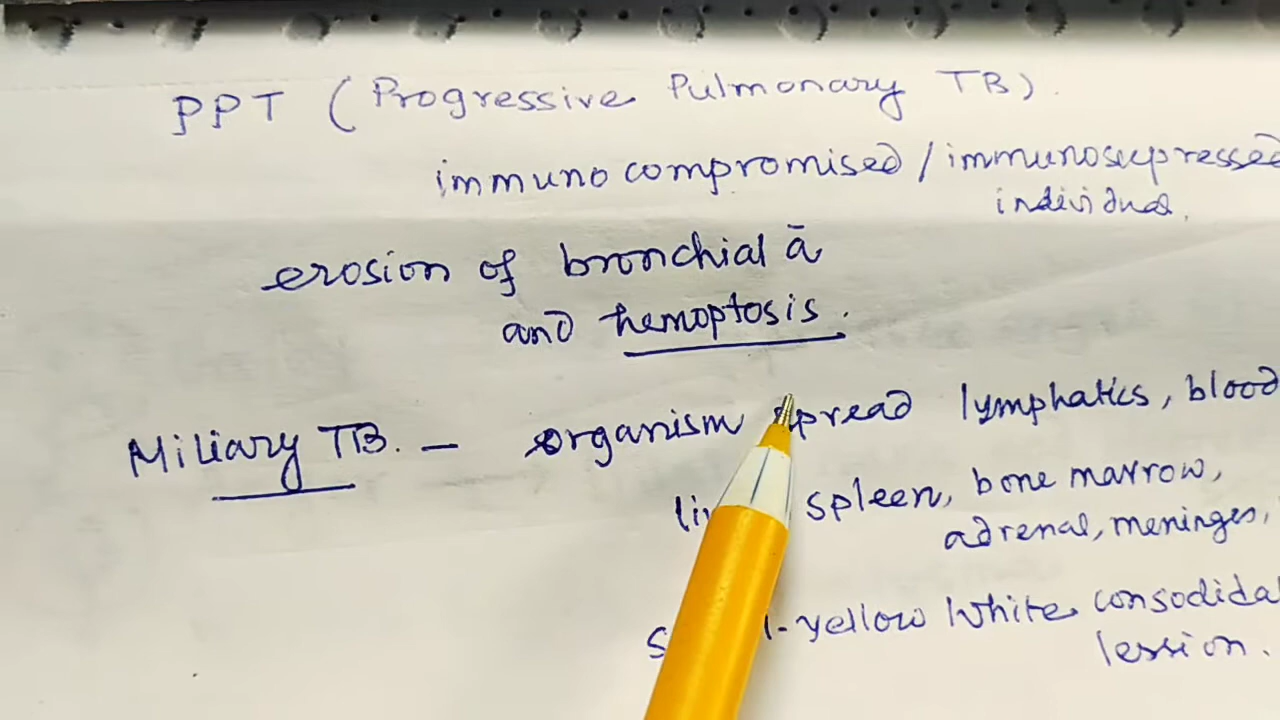 PPT (Progressive Pulmonary TB).
immunocompromised/immunosupressed
individual.
erosion of bronchial ā
and hemoptosis.
Miliary TB. - organism spread lymphatics, blood
spleen, bone marrow,
adrenal, meninges,
yellow white consodidal
lession.